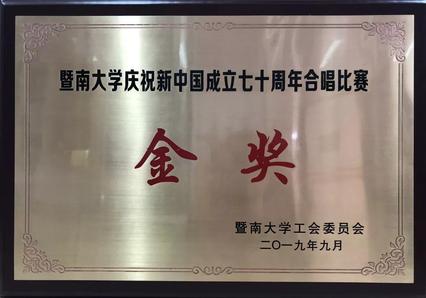 暨南大学庆祝新中国成立七十周年合唱比赛
金奖
暨南大学工会委员会
二〇一九年九月